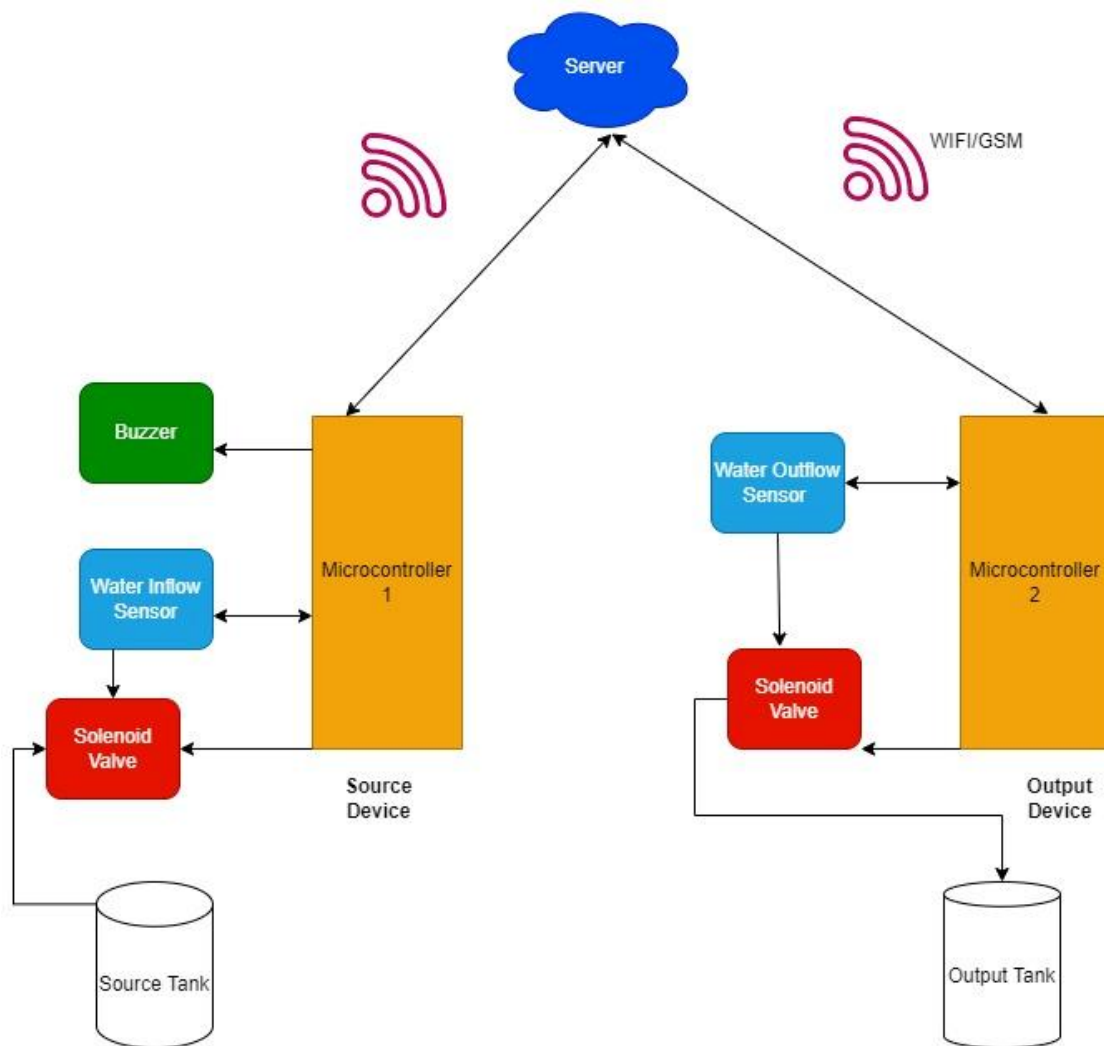 Server
WIFI/GSM
Buzzer
Water Inflow
Sensor
Solenoid
Valve
Microcontroller
1
Source
Device
Source Tank
Water Outflow
Sensor
Solenoid
Valve
Microcontroller
2
Output
Device
Output Tank